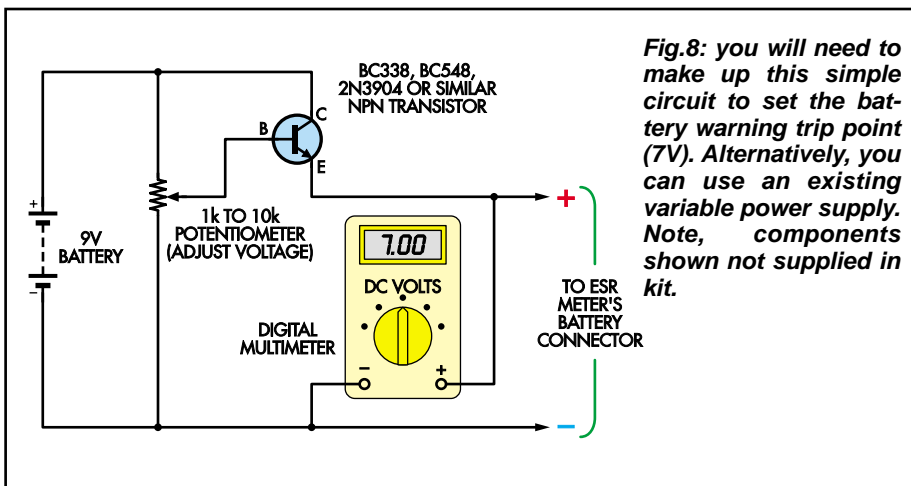 BC338, BC548,
2N3904 OR SIMILAR
NPN TRANSISTOR
C
B
E
+
9V
BATTERY
−
1k TO 10k
POTENTIOMETER
(ADJUST VOLTAGE)
7.00
DC VOLTS
DIGITAL
MULTIMETER
−
+
+
TO ESR
METER'S
BATTERY
CONNECTOR
−
Fig.8: you will need to
make up this simple
circuit to set the bat-
tery warning trip point
(7V). Alternatively, you
can use an existing
variable power supply.
Note, components
shown not supplied in
kit.